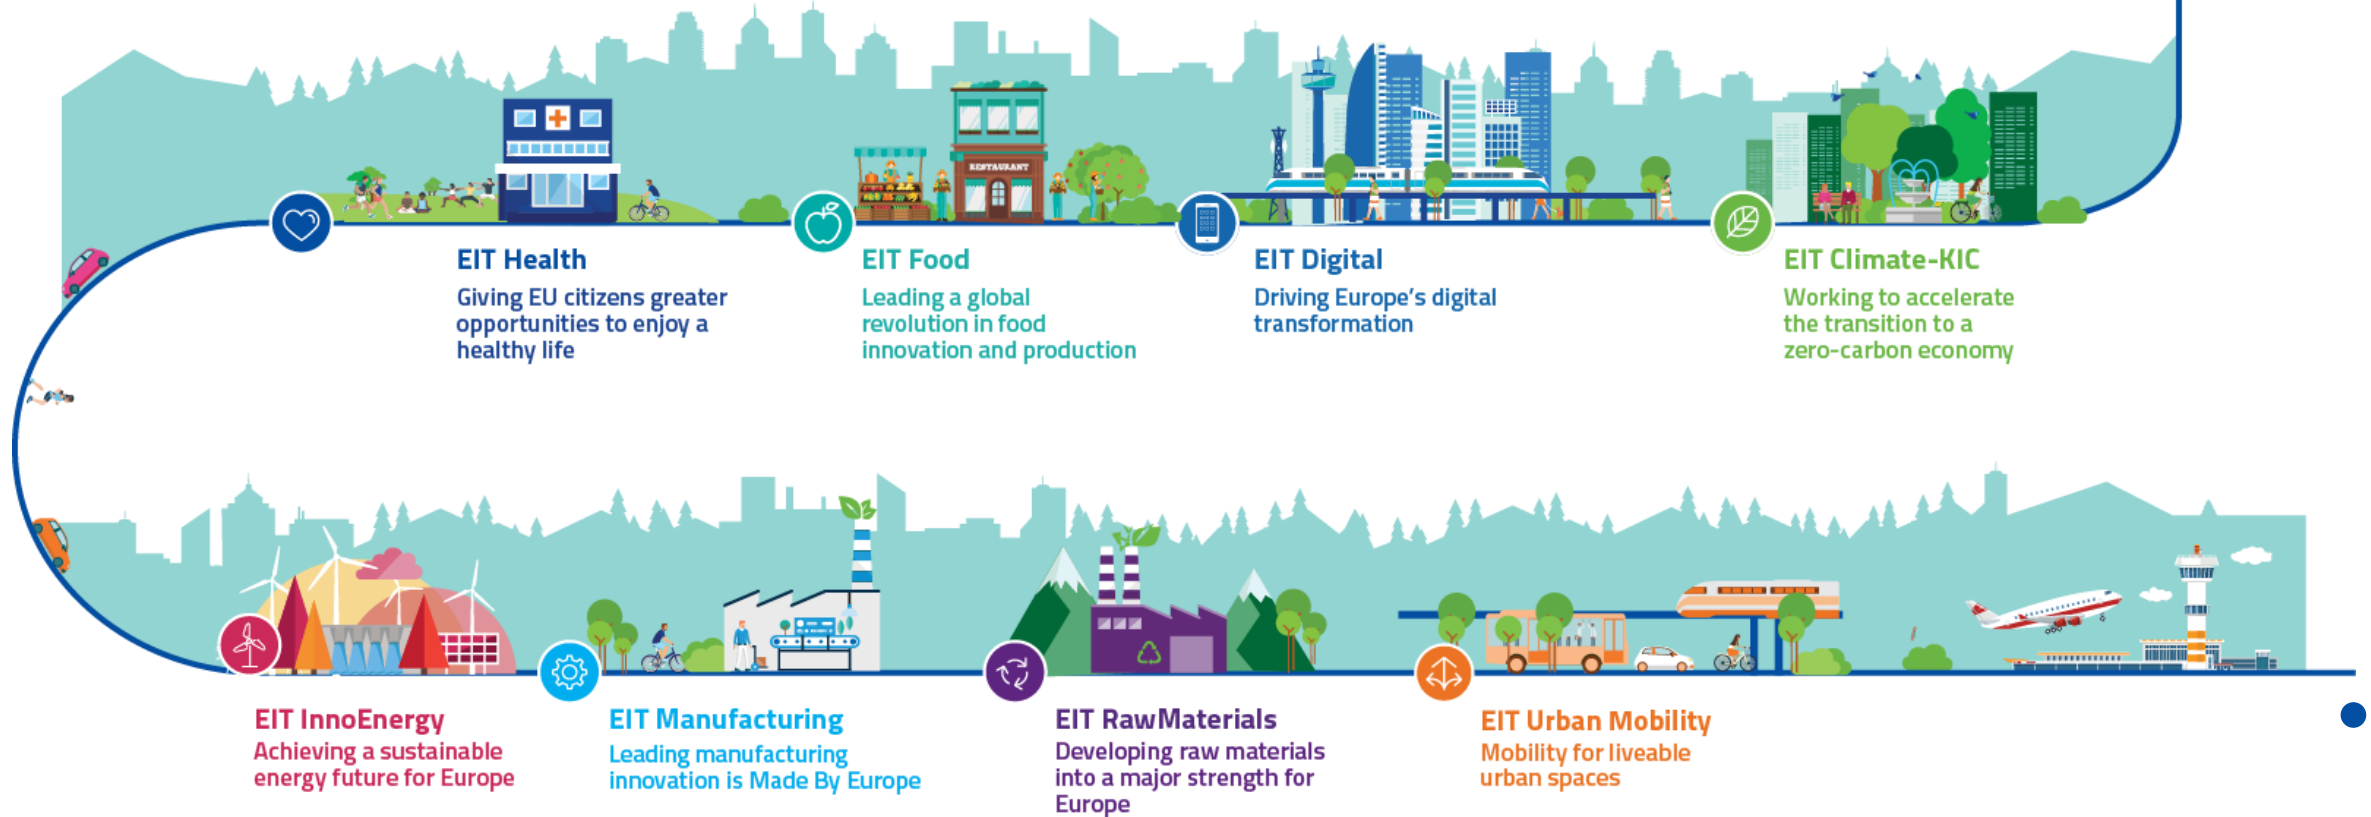 RESTAURANT
EIT Health
Giving EU citizens greater
opportunities to enjoy a
healthy life
EIT Food
Leading a global
revolution in food
innovation and production
EIT Digital
Driving Europe's digital
transformation
EIT Climate-KIC
Working to accelerate
the transition to a
zero-carbon economy
EIT InnoEnergy
Achieving a sustainable
energy future for Europe
EIT Manufacturing
Leading manufacturing
innovation is Made By Europe
EIT RawMaterials
Developing raw materials
into a major strength for
Europe
EIT Urban Mobility
Mobility for liveable
urban spaces